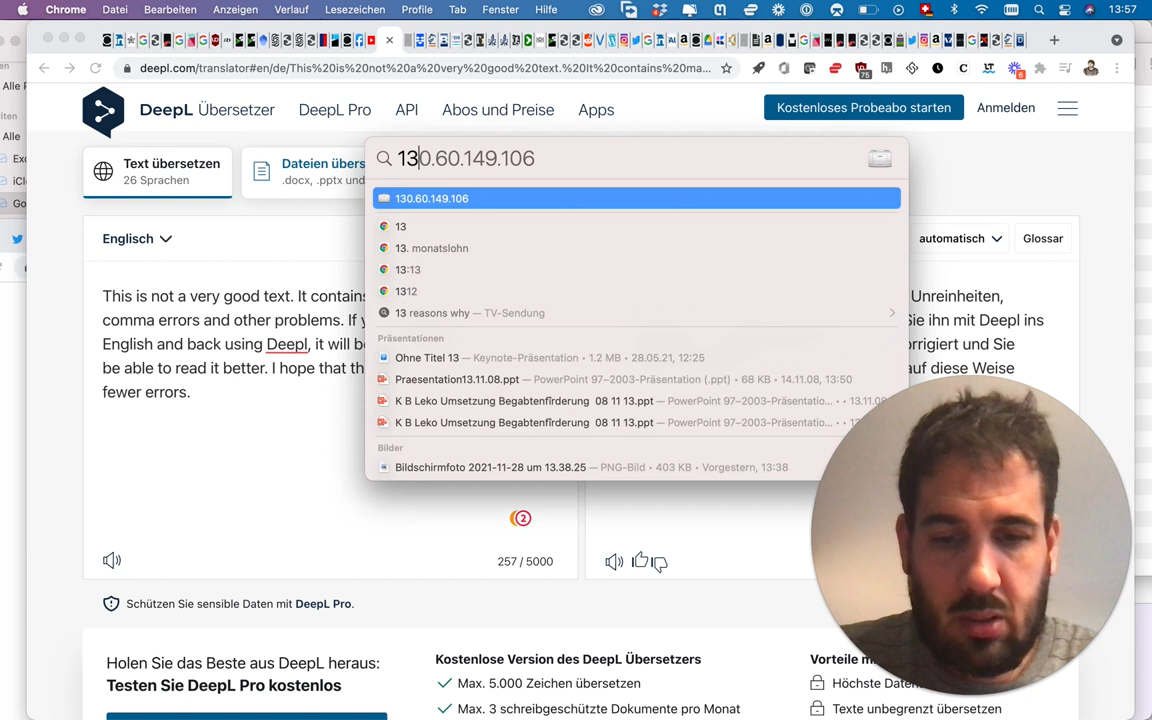 Chrome Datei Bearbeiten Anzeigen Verlauf Lesezeichen Profile Tab Fenster Hilfe 13:57
deepl.com/translator#en/de/This%20is%20not%20a%20very%20good%20text.%20It%20contains%20ma...
75
6
DeepL Übersetzer DeepL Pro API Abos und Preise Apps Kostenloses Probeabo starten Anmelden
Alle
Text übersetzen
26 Sprachen
Dateien übers
.docx, .pptx und
130.60.149.106
130.60.149.106
13
13. monatslohn
13:13
1312
13 reasons why — TV-Sendung
Präsentationen
Ohne Titel 13 — Keynote-Präsentation • 1.2 MB • 28.05.21, 12:25
Praesentation13.11.08.ppt — PowerPoint 97–2003-Präsentation (.ppt) • 68 KB • 14.11.08, 13:50
K B Leko Umsetzung Begabtenfîrderung 08 11 13.ppt — PowerPoint 97–2003-Präsentatio... • • 13.11.08
K B Leko Umsetzung Begabtenfîrderung 08 11 13.ppt — PowerPoint 97–2003-Präsentatio... • •
Bilder
Bildschirmfoto 2021-11-28 um 13.38.25 — PNG-Bild • 403 KB • Vorgestern, 13:38
Englisch
automatisch
Glossar
This is not a very good text. It contains
comma errors and other problems. If y
English and back using Deepl, it will be
be able to read it better. I hope that th
fewer errors.
Unreinheiten,
Sie ihn mit Deepl ins
orrigiert und Sie
auf diese Weise
2
257 / 5000
Schützen Sie sensible Daten mit DeepL Pro.
Holen Sie das Beste aus DeepL heraus:
Testen Sie DeepL Pro kostenlos
Kostenlose Version des DeepL Übersetzers
Max. 5.000 Zeichen übersetzen
Max. 3 schreibgeschützte Dokumente pro Monat
Vorteile
Höchste Daten
Texte unbegrenzt übersetzen